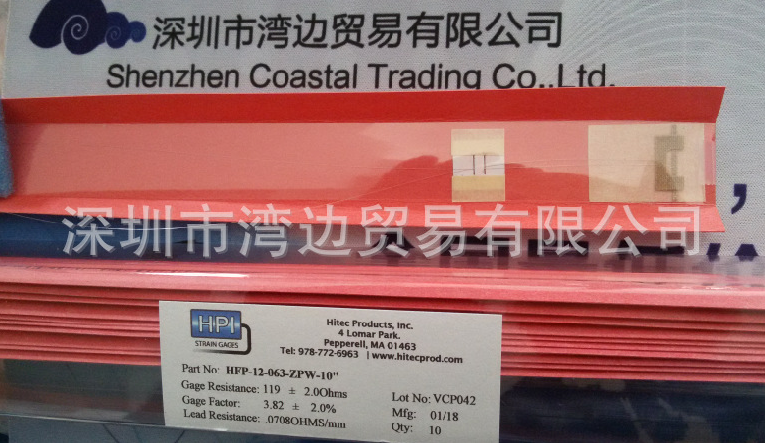 深圳市湾边贸易有限公司
Shenzhen Coastal Trading Co.,Ltd.
深圳市湾边贸易有限公司
HPI
STRAIN GAGES
Hitec Products, Inc.
4 Lomar Park.
Pepperell, MA 01463
Tel: 978-772-6963 | www.hitecprod.com
Part No: HFP-12-063-ZPW-10"
Gage Resistance: 119 ± 2.0Ohms
Gage Factor: 3.82 ± 2.0%
Lead Resistance: .0708OHMS/mm
Lot No: VCP042
Mfg: 01/18
Qty: 10